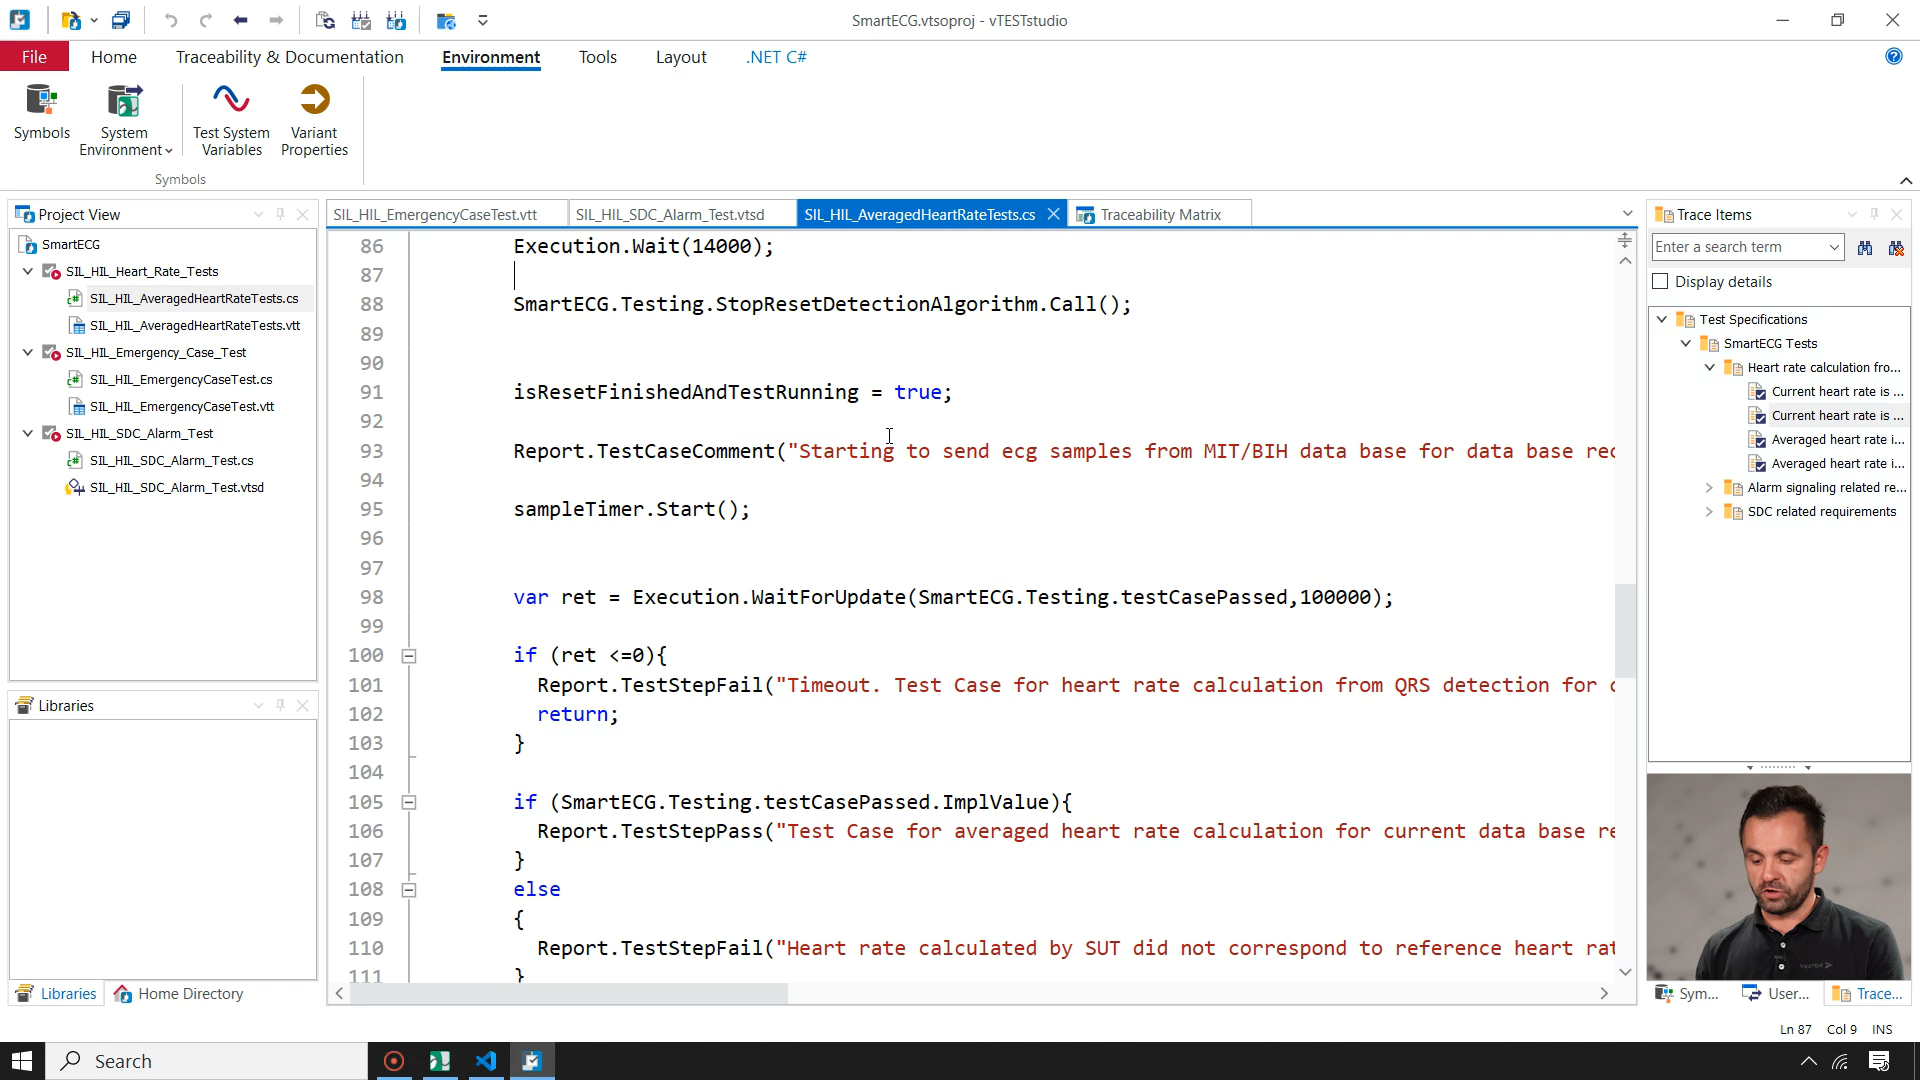 SmartECG.vtsoproj - vTESTstudio
File
Home
Traceability & Documentation
Environment
Tools
Layout
.NET C#
Symbols
System
Environment
Test System
Variables
Variant
Properties
Symbols
Project View
SmartECG
SIL_HIL_Heart_Rate_Tests
SIL_HIL_AveragedHeartRateTests.cs
SIL_HIL_AveragedHeartRateTests.vtt
SIL_HIL_Emergency_Case_Test
SIL_HIL_EmergencyCaseTest.cs
SIL_HIL_EmergencyCaseTest.vtt
SIL_HIL_SDC_Alarm_Test
SIL_HIL_SDC_Alarm_Test.cs
SIL_HIL_SDC_Alarm_Test.vtsd
Libraries
Libraries
Home Directory
SIL_HIL_EmergencyCaseTest.vtt
SIL_HIL_SDC_Alarm_Test.vtsd
SIL_HIL_AveragedHeartRateTests.cs
Traceability Matrix
86 Execution.Wait(14000);
87
88 SmartECG.Testing.StopResetDetectionAlgorithm.Call();
89
90
91 isResetFinishedAndTestRunning = true;
92
93 Report.TestCaseComment("Starting to send ecg samples from MIT/BIH data base for data base rec
94
95 sampleTimer.Start();
96
97
98 var ret = Execution.WaitForUpdate(SmartECG.Testing.testCasePassed,100000);
99
100 if (ret <=0){
101 Report.TestStepFail("Timeout. Test Case for heart rate calculation from QRS detection for c
102 return;
103 }
104
105 if (SmartECG.Testing.testCasePassed.ImplValue){
106 Report.TestStepPass("Test Case for averaged heart rate calculation for current data base re
107 }
108 else
109 {
110 Report.TestStepFail("Heart rate calculated by SUT did not correspond to reference heart rat
111 }
Trace Items
Enter a search term
Display details
Test Specifications
SmartECG Tests
Heart rate calculation fro...
Current heart rate is ...
Current heart rate is ...
Averaged heart rate i...
Averaged heart rate i...
Alarm signaling related re...
SDC related requirements
Sym...
User...
Trace...
Ln 87 Col 9 INS
Search